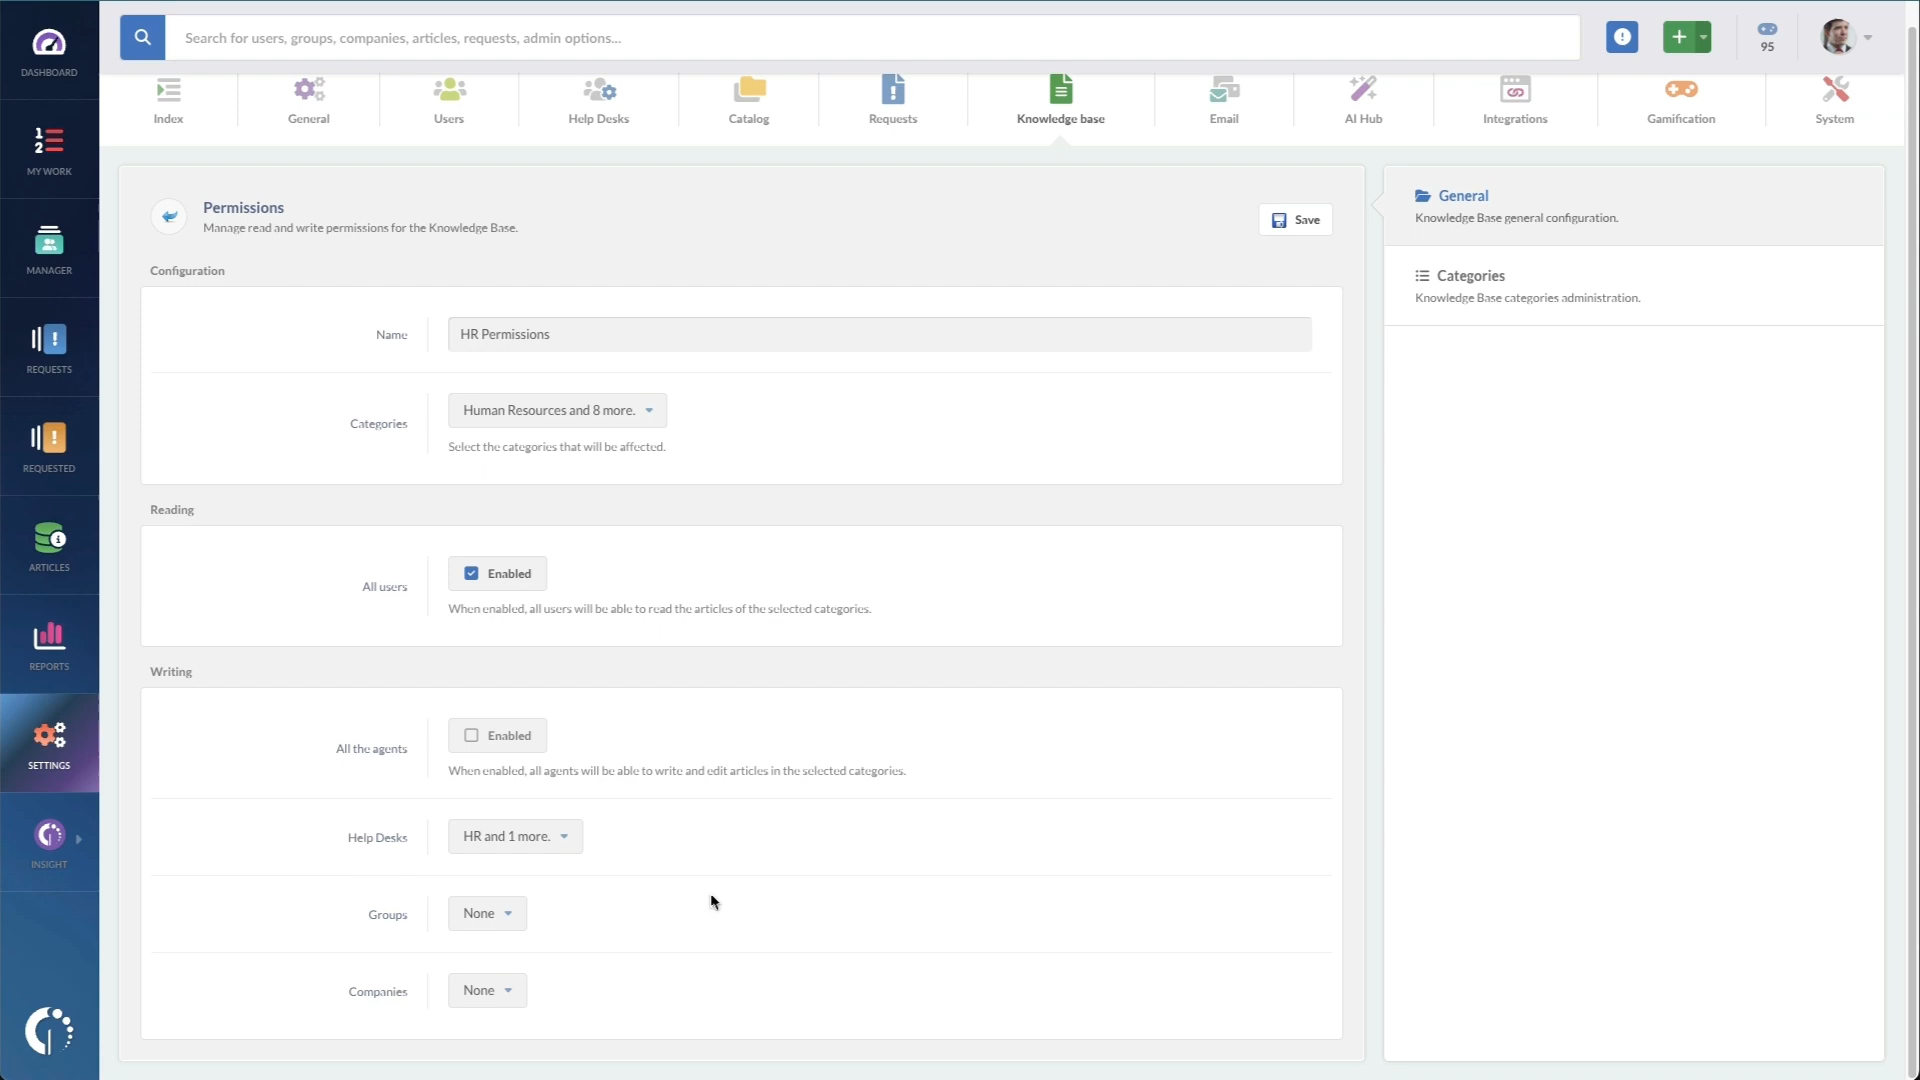 DASHBOARD
MY WORK
MANAGER
REQUESTS
REQUESTED
ARTICLES
REPORTS
SETTINGS
INSIGHT
Search for users, groups, companies, articles, requests, admin options...
95
Index
General
Users
Help Desks
Catalog
Requests
Knowledge base
Email
AI Hub
Integrations
Gamification
System
Permissions
Manage read and write permissions for the Knowledge Base.
Save
Configuration
Name
HR Permissions
Categories
Human Resources and 8 more.
Select the categories that will be affected.
Reading
All users
Enabled
When enabled, all users will be able to read the articles of the selected categories.
Writing
All the agents
Enabled
When enabled, all agents will be able to write and edit articles in the selected categories.
Help Desks
HR and 1 more.
Groups
None
Companies
None
General
Knowledge Base general configuration.
Categories
Knowledge Base categories administration.